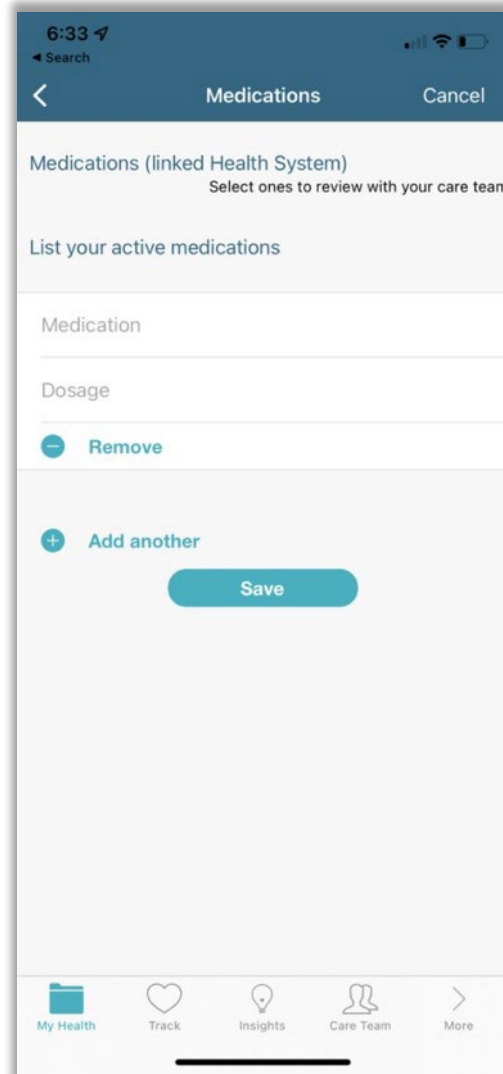 6:33
◄ Search
Medications Cancel
Medications (linked Health System)
Select ones to review with your care team
List your active medications
Medication
Dosage
Remove
Add another
Save
My Health Track Insights Care Team More